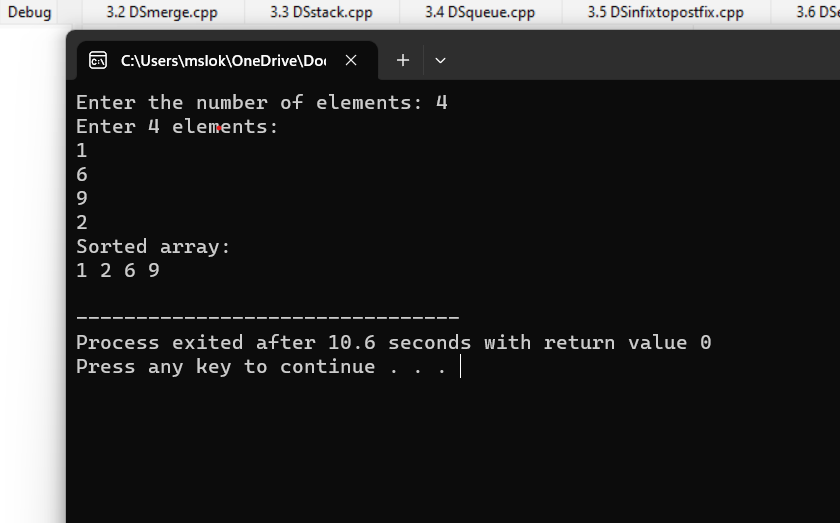 Debug 3.2 DSmerge.cpp 3.3 DSstack.cpp 3.4 DSqueue.cpp 3.5 DSinfixtopostfix.cpp 3.6
C:\Users\mslok\OneDrive\Do
Enter the number of elements: 4
Enter 4 elements:
1
6
9
2
Sorted array:
1 2 6 9
--------------------------------
Process exited after 10.6 seconds with return value 0
Press any key to continue . . .